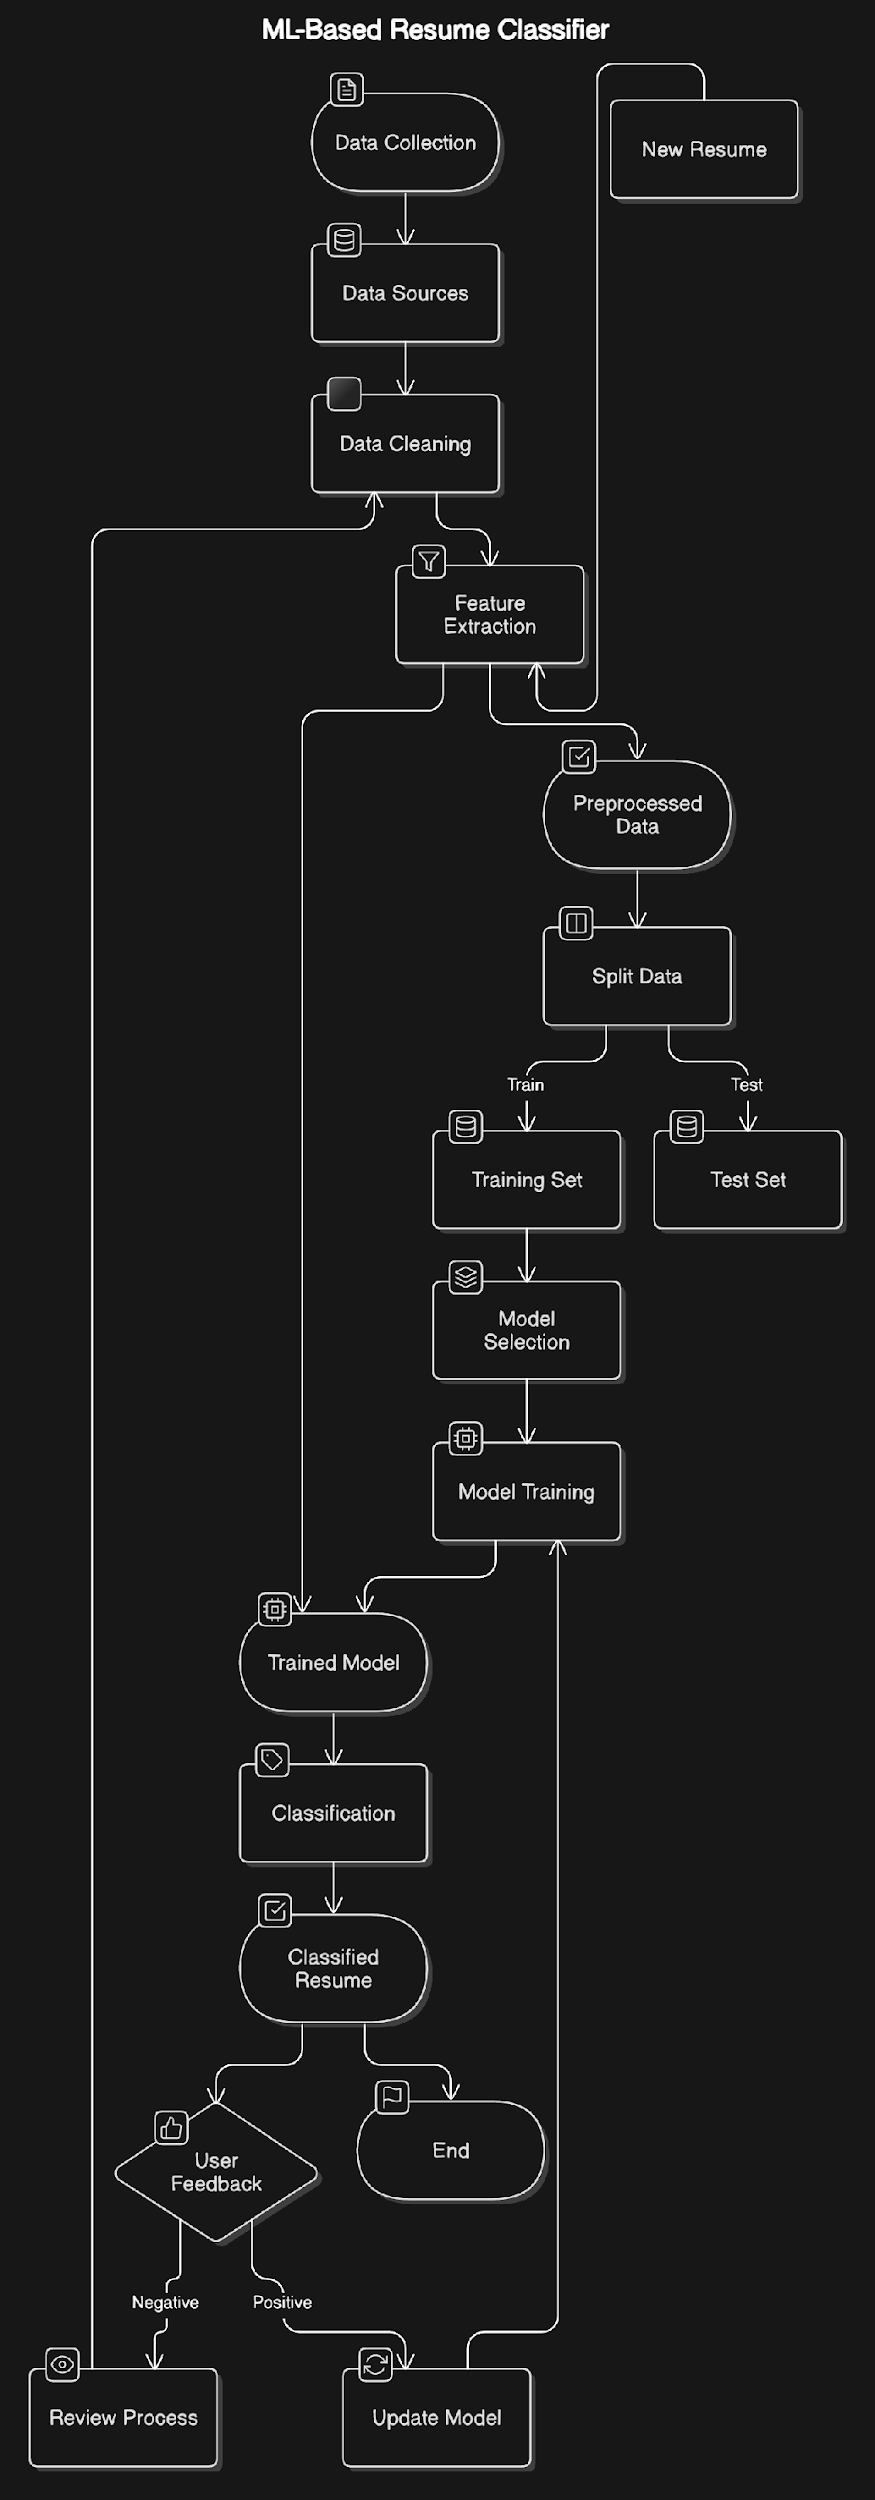 ML-Based Resume Classifier
Data Collection
New Resume
Data Sources
Data Cleaning
Feature
Extraction
Preprocessed
Data
Split Data
Train
Test
Training Set
Test Set
Model
Selection
Model Training
Trained Model
Classification
Classified
Resume
User
Feedback
End
Negative
Positive
Review Process
Update Model